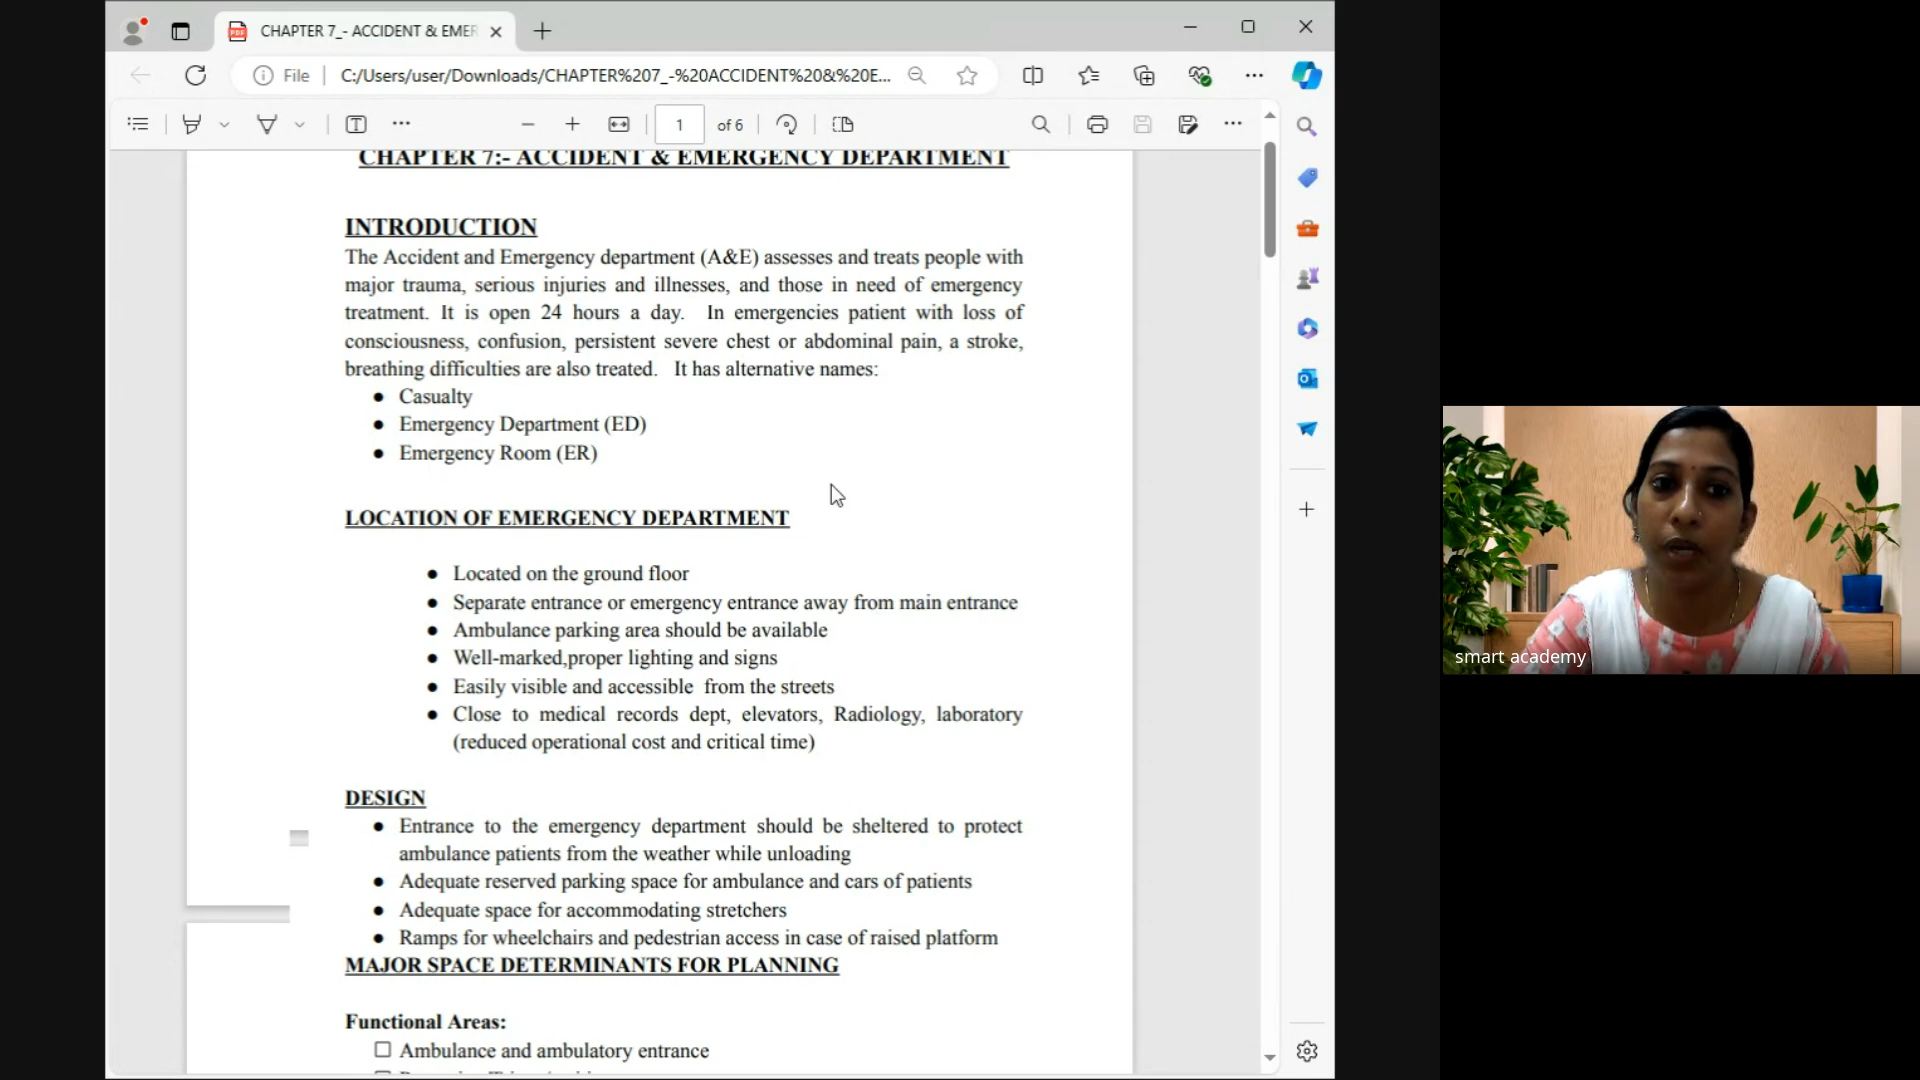 CHAPTER 7_- ACCIDENT & EMER
File
C:/Users/user/Downloads/CHAPTER%207_-%20ACCIDENT%20&%20E...
1 of 6
CHAPTER 7:- ACCIDENT & EMERGENCY DEPARTMENT
INTRODUCTION
The Accident and Emergency department (A&E) assesses and treats people with
major trauma, serious injuries and illnesses, and those in need of emergency
treatment. It is open 24 hours a day. In emergencies patient with loss of
consciousness, confusion, persistent severe chest or abdominal pain, a stroke,
breathing difficulties are also treated. It has alternative names:
● Casualty
● Emergency Department (ED)
● Emergency Room (ER)
LOCATION OF EMERGENCY DEPARTMENT
● Located on the ground floor
● Separate entrance or emergency entrance away from main entrance
● Ambulance parking area should be available
● Well-marked,proper lighting and signs
● Easily visible and accessible from the streets
● Close to medical records dept, elevators, Radiology, laboratory
(reduced operational cost and critical time)
DESIGN
● Entrance to the emergency department should be sheltered to protect
ambulance patients from the weather while unloading
● Adequate reserved parking space for ambulance and cars of patients
● Adequate space for accommodating stretchers
● Ramps for wheelchairs and pedestrian access in case of raised platform
MAJOR SPACE DETERMINANTS FOR PLANNING
Functional Areas:
☐ Ambulance and ambulatory entrance
smart academy